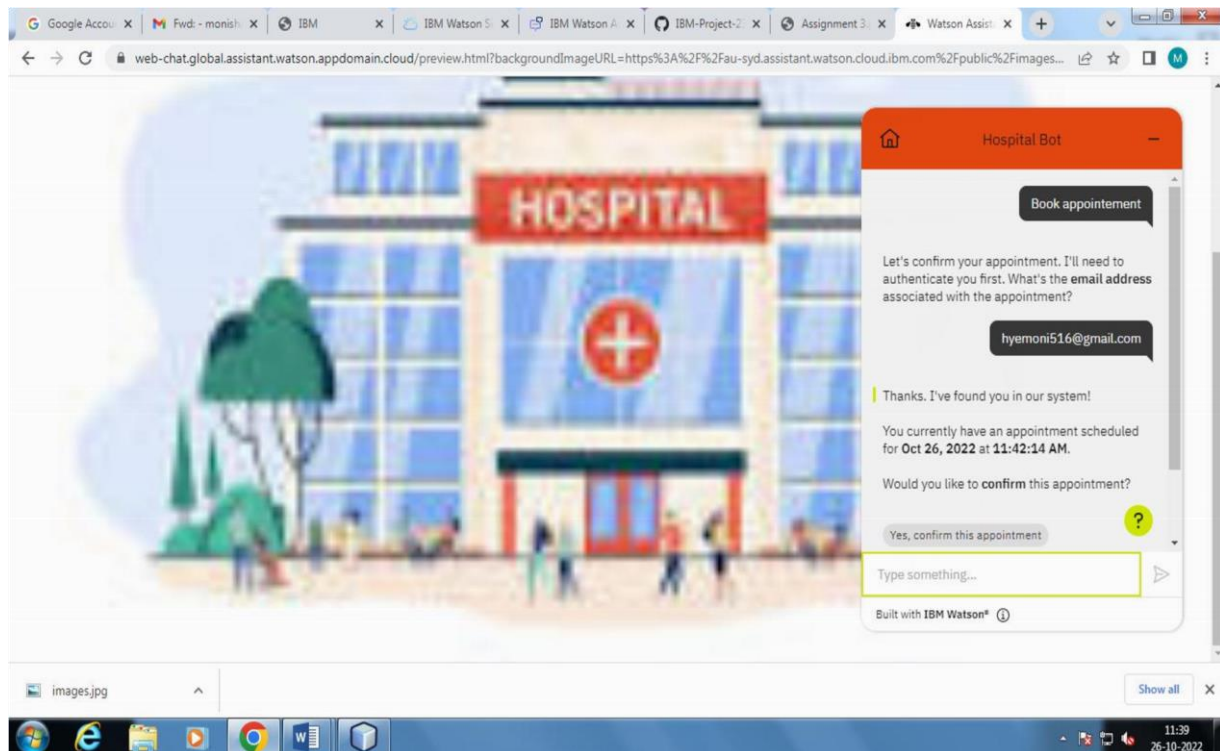 Google Accou
Fwd: - monish
IBM
IBM Watson S
IBM Watson A
IBM-Project-2
Assignment 3
Watson Assist
web-chat.global.assistant.watson.appdomain.cloud/preview.html?backgroundImageURL=https%3A%2F%2Fau-syd.assistant.watson.cloud.ibm.com%2Fpublic%2Fimages...
M
HOSPITAL
Hospital Bot
Book appointement
Let's confirm your appointment. I'll need to
authenticate you first. What's the email address
associated with the appointment?
hyemoni516@gmail.com
Thanks. I've found you in our system!
You currently have an appointment scheduled
for Oct 26, 2022 at 11:42:14 AM.
Would you like to confirm this appointment?
?
Yes, confirm this appointment
Type something...
Built with IBM Watson®
images.jpg
Show all
11:39
26-10-2022